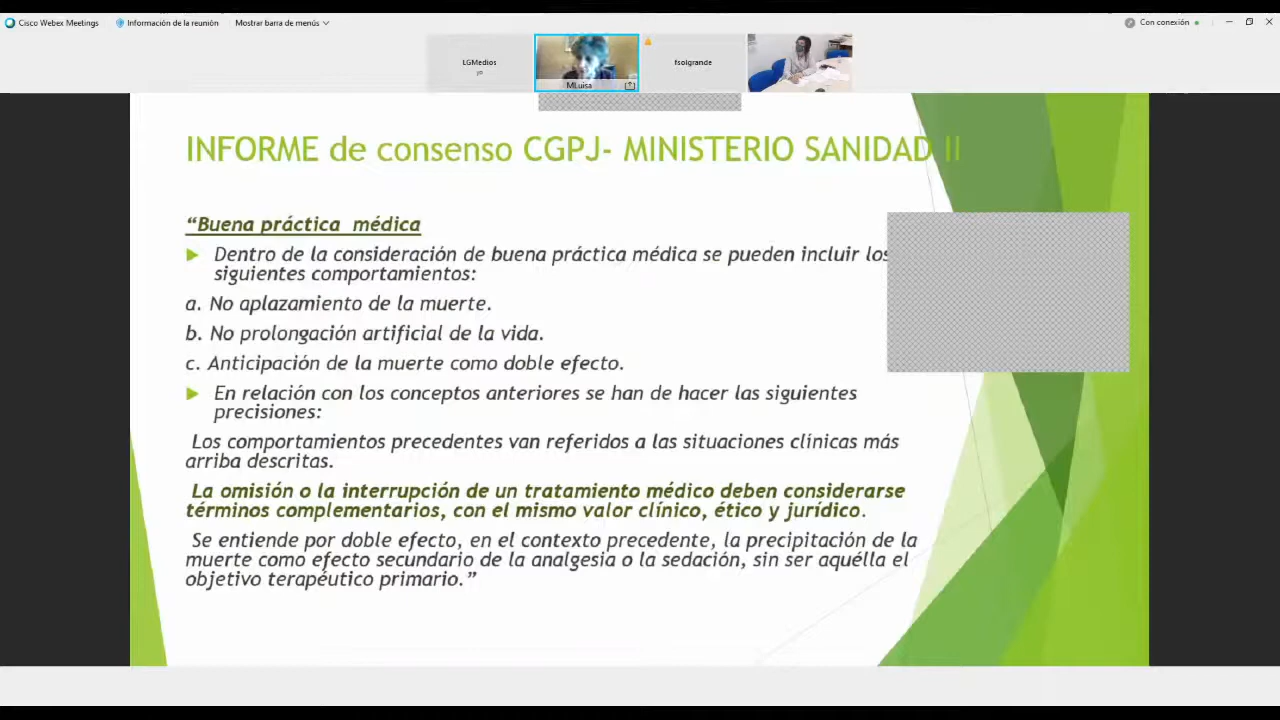 Cisco Webex Meetings
Información de la reunión
Mostrar barra de menús
Con conexión
LGMedios
yo
MLuisa
fsolgrande
INFORME de consenso CGPJ- MINISTERIO SANIDAD II
“Buena práctica médica
Dentro de la consideración de buena práctica médica se pueden incluir los
siguientes comportamientos:
a. No aplazamiento de la muerte.
b. No prolongación artificial de la vida.
c. Anticipación de la muerte como doble efecto.
En relación con los conceptos anteriores se han de hacer las siguientes
precisiones:
Los comportamientos precedentes van referidos a las situaciones clínicas más
arriba descritas.
La omisión o la interrupción de un tratamiento médico deben considerarse
términos complementarios, con el mismo valor clínico, ético y jurídico.
Se entiende por doble efecto, en el contexto precedente, la precipitación de la
muerte como efecto secundario de la analgesia o la sedación, sin ser aquélla el
objetivo terapéutico primario.”